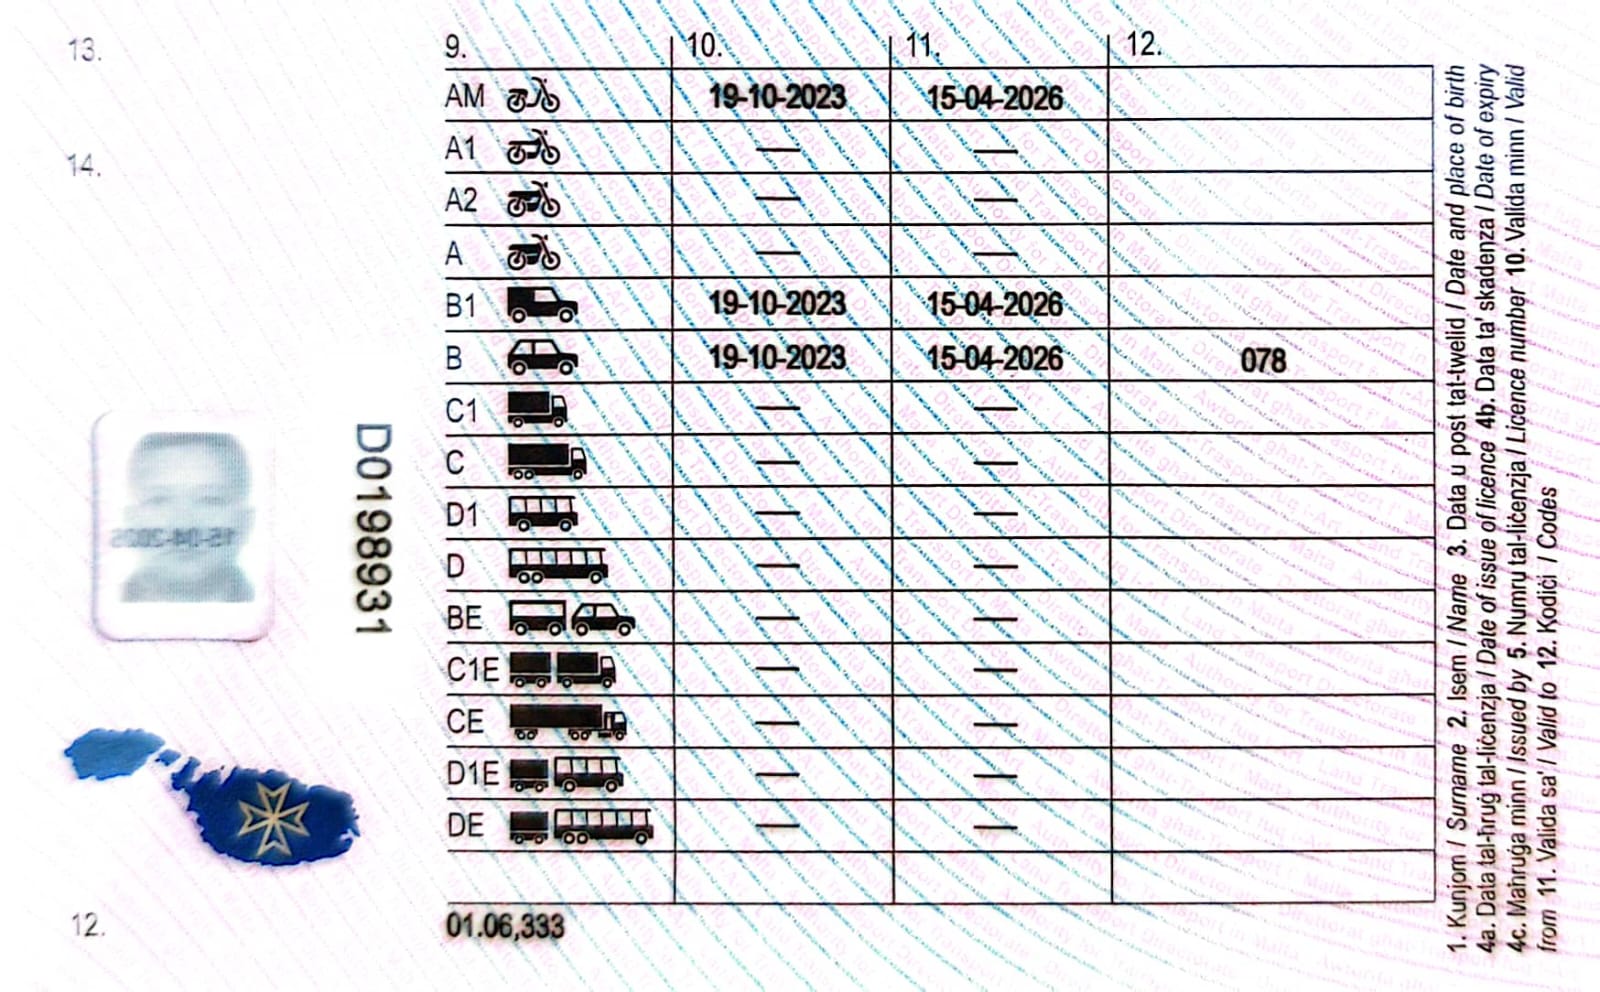 13.
14.
9. 10. 11. 12.
AM 19-10-2023 15-04-2026
A1 — —
A2 — —
A — —
B1 19-10-2023 15-04-2026
B 19-10-2023 15-04-2026 078
C1 — —
C — —
D1 — —
D — —
BE — —
C1E — —
CE — —
D1E — —
DE — —
12.
01.06,333
D0198931
1. Kunjom / Surname 2. Isem / Name 3. Data u post tat-twelid / Date and place of birth
4a. Data tal-ħruġ tal-liċenzja / Date of issue of licence 4b. Data ta' skadenza / Date of expiry
4c. Maħruġa minn / Issued by 5. Numru tal-liċenzja / Licence number 10. Valida minn / Valid
from 11. Valida sa' / Valid to 12. Kodiċi / Codes